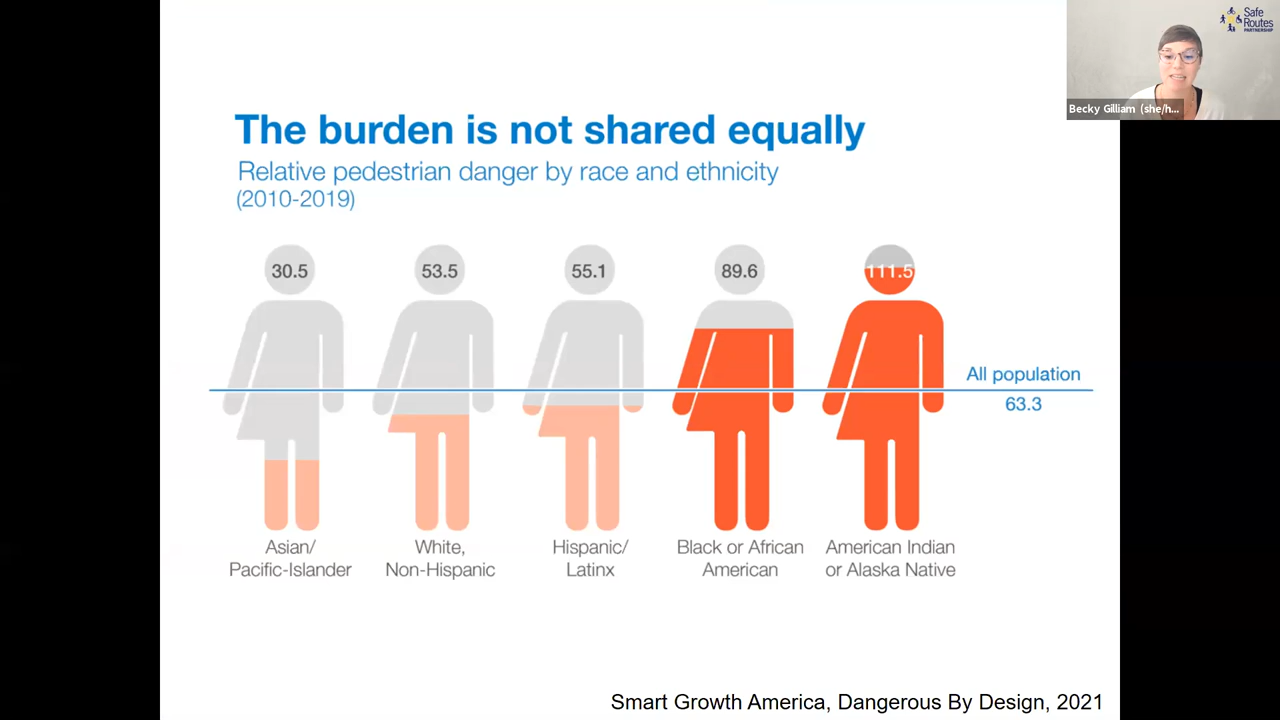 Safe
Routes
PARTNERSHIP
Becky Gilliam (she/h...
The burden is not shared equally
Relative pedestrian danger by race and ethnicity
(2010-2019)
30.5
53.5
55.1
89.6
111.5
All population
63.3
Asian/
Pacific-Islander
White,
Non-Hispanic
Hispanic/
Latinx
Black or African
American
American Indian
or Alaska Native
Smart Growth America, Dangerous By Design, 2021